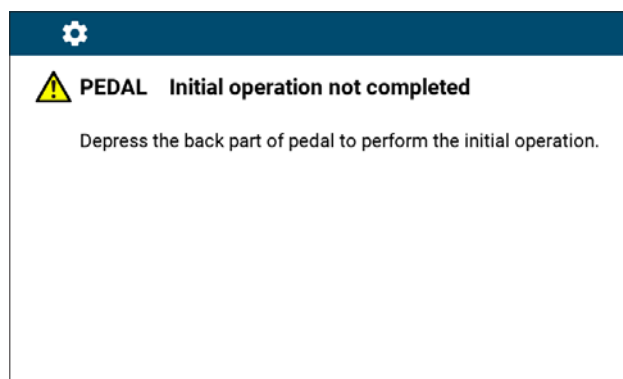 PEDAL Initial operation not completed
Depress the back part of pedal to perform the initial operation.